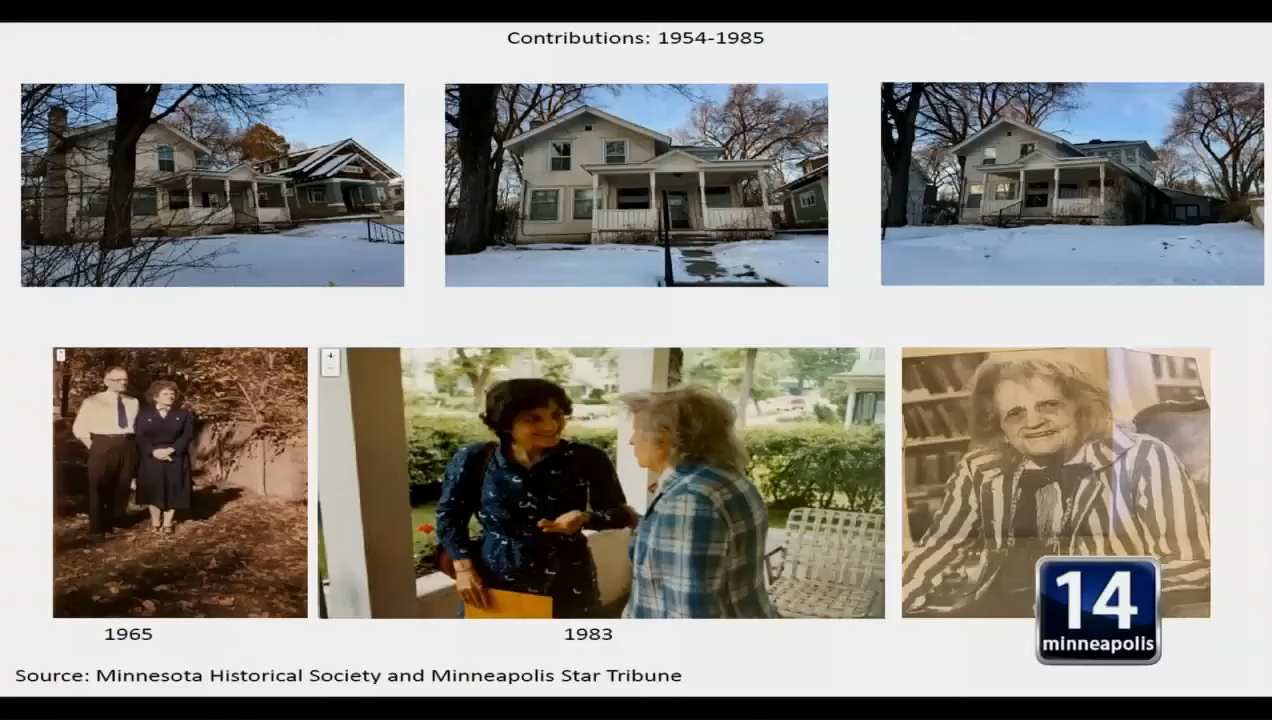 Contributions: 1954-1985
1965
1983
Source: Minnesota Historical Society and Minneapolis Star Tribune
14
minneapolis